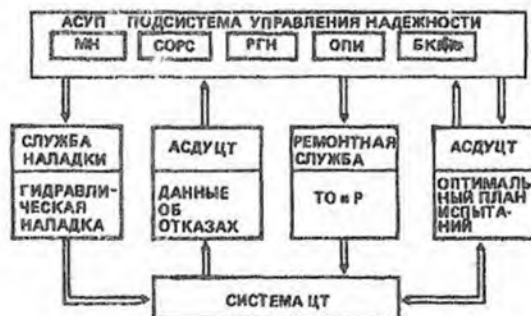 АСУП ПОДСИСТЕМА УПРАВЛЕНИЯ НАДЕЖНОСТИ
МН СОРС РГН ОПИ
СЛУЖБА
НАЛАДКИ
ГИДРАВЛИ-
ЧЕСКАЯ
НАЛАДКА
АСДУЦТ
ДАННЫЕ
ОБ
ОТКАЗАХ
РЕМОНТНАЯ
СЛУЖБА
ТО и Р
АСДУЦТ
ОПТИМАЛЬ-
НЫЙ ПЛАН
ИСПЫТА-
НИЙ
СИСТЕМА ЦТ